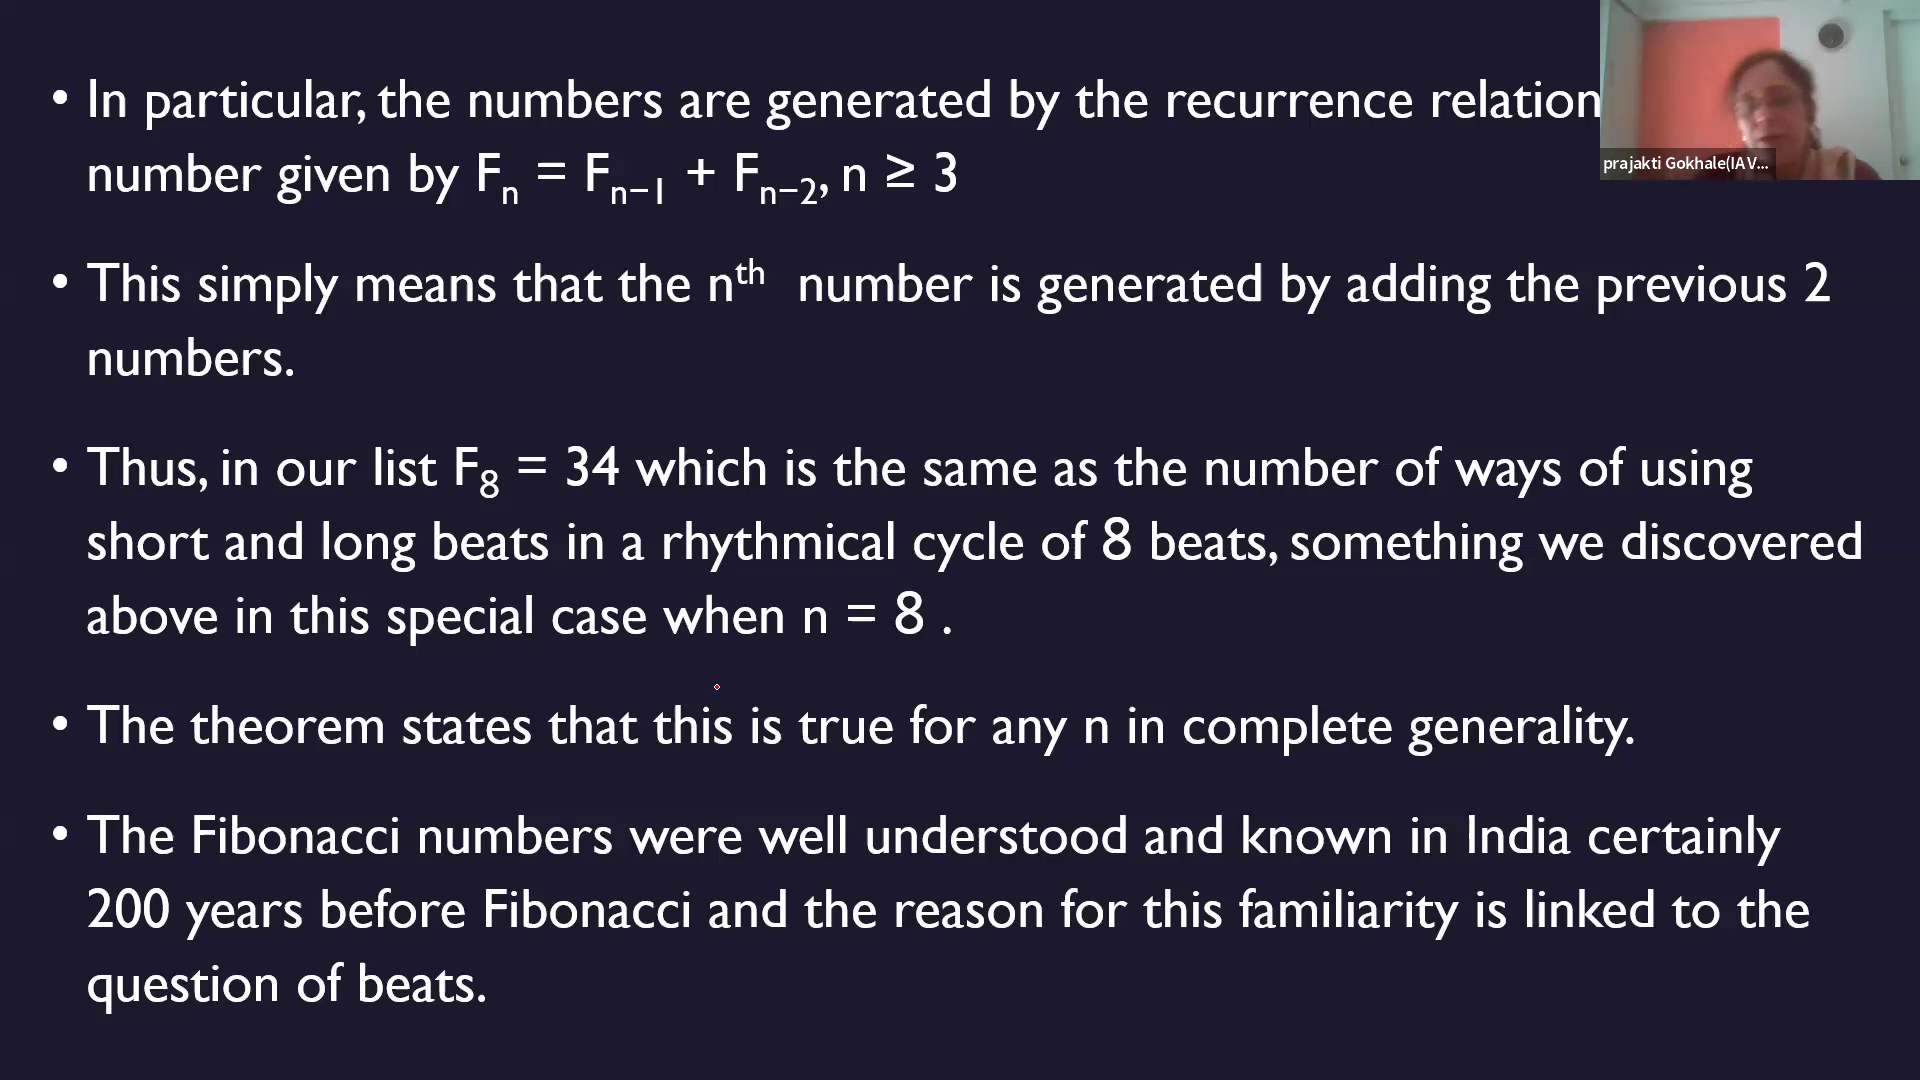 • In particular, the numbers are generated by the recurrence relation
number given by Fₙ = Fₙ₋₁ + Fₙ₋₂, n ≥ 3
prajakti Gokhale(IAV...
• This simply means that the nᵗʰ number is generated by adding the previous 2
numbers.
• Thus, in our list F₈ = 34 which is the same as the number of ways of using
short and long beats in a rhythmical cycle of 8 beats, something we discovered
above in this special case when n = 8 .
• The theorem states that this is true for any n in complete generality.
• The Fibonacci numbers were well understood and known in India certainly
200 years before Fibonacci and the reason for this familiarity is linked to the
question of beats.